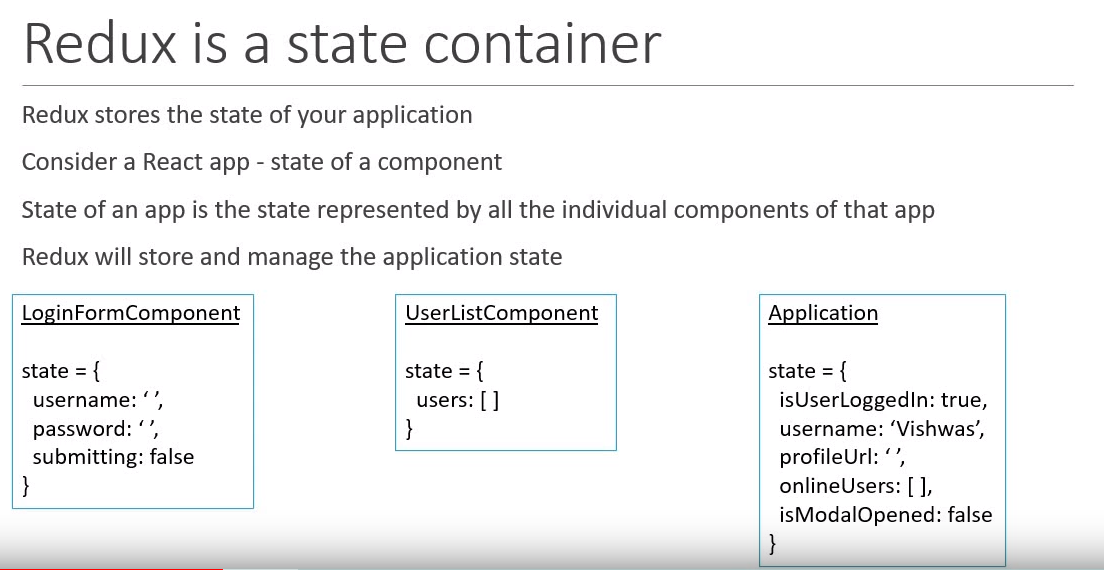 Redux is a state container
Redux stores the state of your application
Consider a React app - state of a component
State of an app is the state represented by all the individual components of that app
Redux will store and manage the application state
LoginFormComponent
state = {
username: ‘ ’,
password: ‘ ’,
submitting: false
}
UserListComponent
state = {
users: [ ]
}
Application
state = {
isUserLoggedIn: true,
username: ‘Vishwas’,
profileUrl: ‘ ’,
onlineUsers: [ ],
isModalOpened: false
}